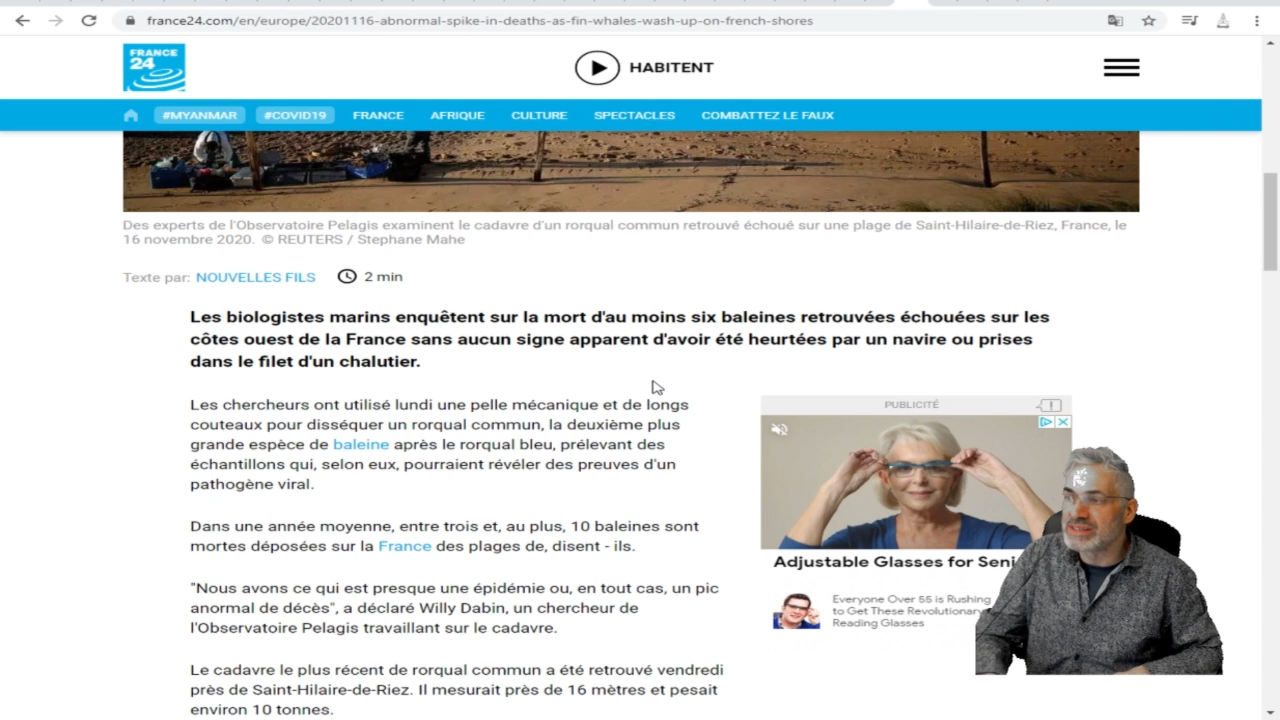 france24.com/en/europe/20201116-abnormal-spike-in-deaths-as-fin-whales-wash-up-on-french-shores
FRANCE
24
HABITENT
#MYANMAR #COVID19 FRANCE AFRIQUE CULTURE SPECTACLES COMBATTEZ LE FAUX
Des experts de l'Observatoire Pelagis examinent le cadavre d'un rorqual commun retrouvé échoué sur une plage de Saint-Hilaire-de-Riez, France, le
16 novembre 2020. © REUTERS / Stephane Mahe
Texte par: NOUVELLES FILS 2 min
Les biologistes marins enquêtent sur la mort d'au moins six baleines retrouvées échouées sur les
côtes ouest de la France sans aucun signe apparent d'avoir été heurtées par un navire ou prises
dans le filet d'un chalutier.
Les chercheurs ont utilisé lundi une pelle mécanique et de longs
couteaux pour disséquer un rorqual commun, la deuxième plus
grande espèce de baleine après le rorqual bleu, prélevant des
échantillons qui, selon eux, pourraient révéler des preuves d'un
pathogène viral.
Dans une année moyenne, entre trois et, au plus, 10 baleines sont
mortes déposées sur la France des plages de, disent - ils.
"Nous avons ce qui est presque une épidémie ou, en tout cas, un pic
anormal de décès", a déclaré Willy Dabin, un chercheur de
l'Observatoire Pelagis travaillant sur le cadavre.
Le cadavre le plus récent de rorqual commun a été retrouvé vendredi
près de Saint-Hilaire-de-Riez. Il mesurait près de 16 mètres et pesait
environ 10 tonnes.
PUBLICITÉ
Adjustable Glasses for Seni
Everyone Over 55 is Rushing
to Get These Revolutionary
Reading Glasses